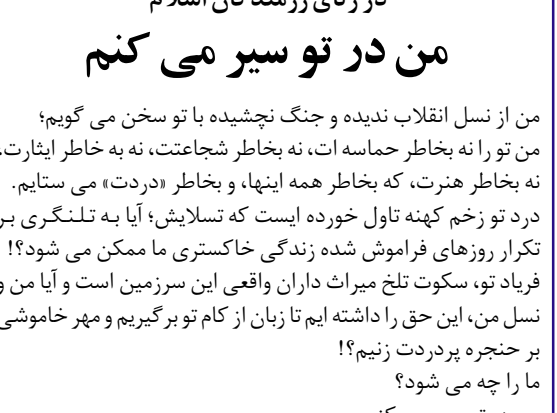 من در تو سیر می کنم
من از نسل انقلاب ندیده و جنگ نچشیده با تو سخن می گویم؛
من تو را نه بخاطر حماسه ات، نه بخاطر شجاعتت، نه به خاطر ایثارت،
نه بخاطر هنرت، که بخاطر همه اینها، و بخاطر «دردت» می ستایم.
درد تو زخم کهنه تاول خورده ایست که تسلایش؛ آیا به تلنگری بر
تکرار روزهای فراموش شده زندگی خاکستری ما ممکن می شود؟!
فریاد تو، سکوت تلخ میراث داران واقعی این سرزمین است و آیا من و
نسل من، این حق را داشته ایم تا زبان از کام تو برگیریم و مهر خاموشی
بر حنجره پردردت زنیم؟!
ما را چه می شود؟